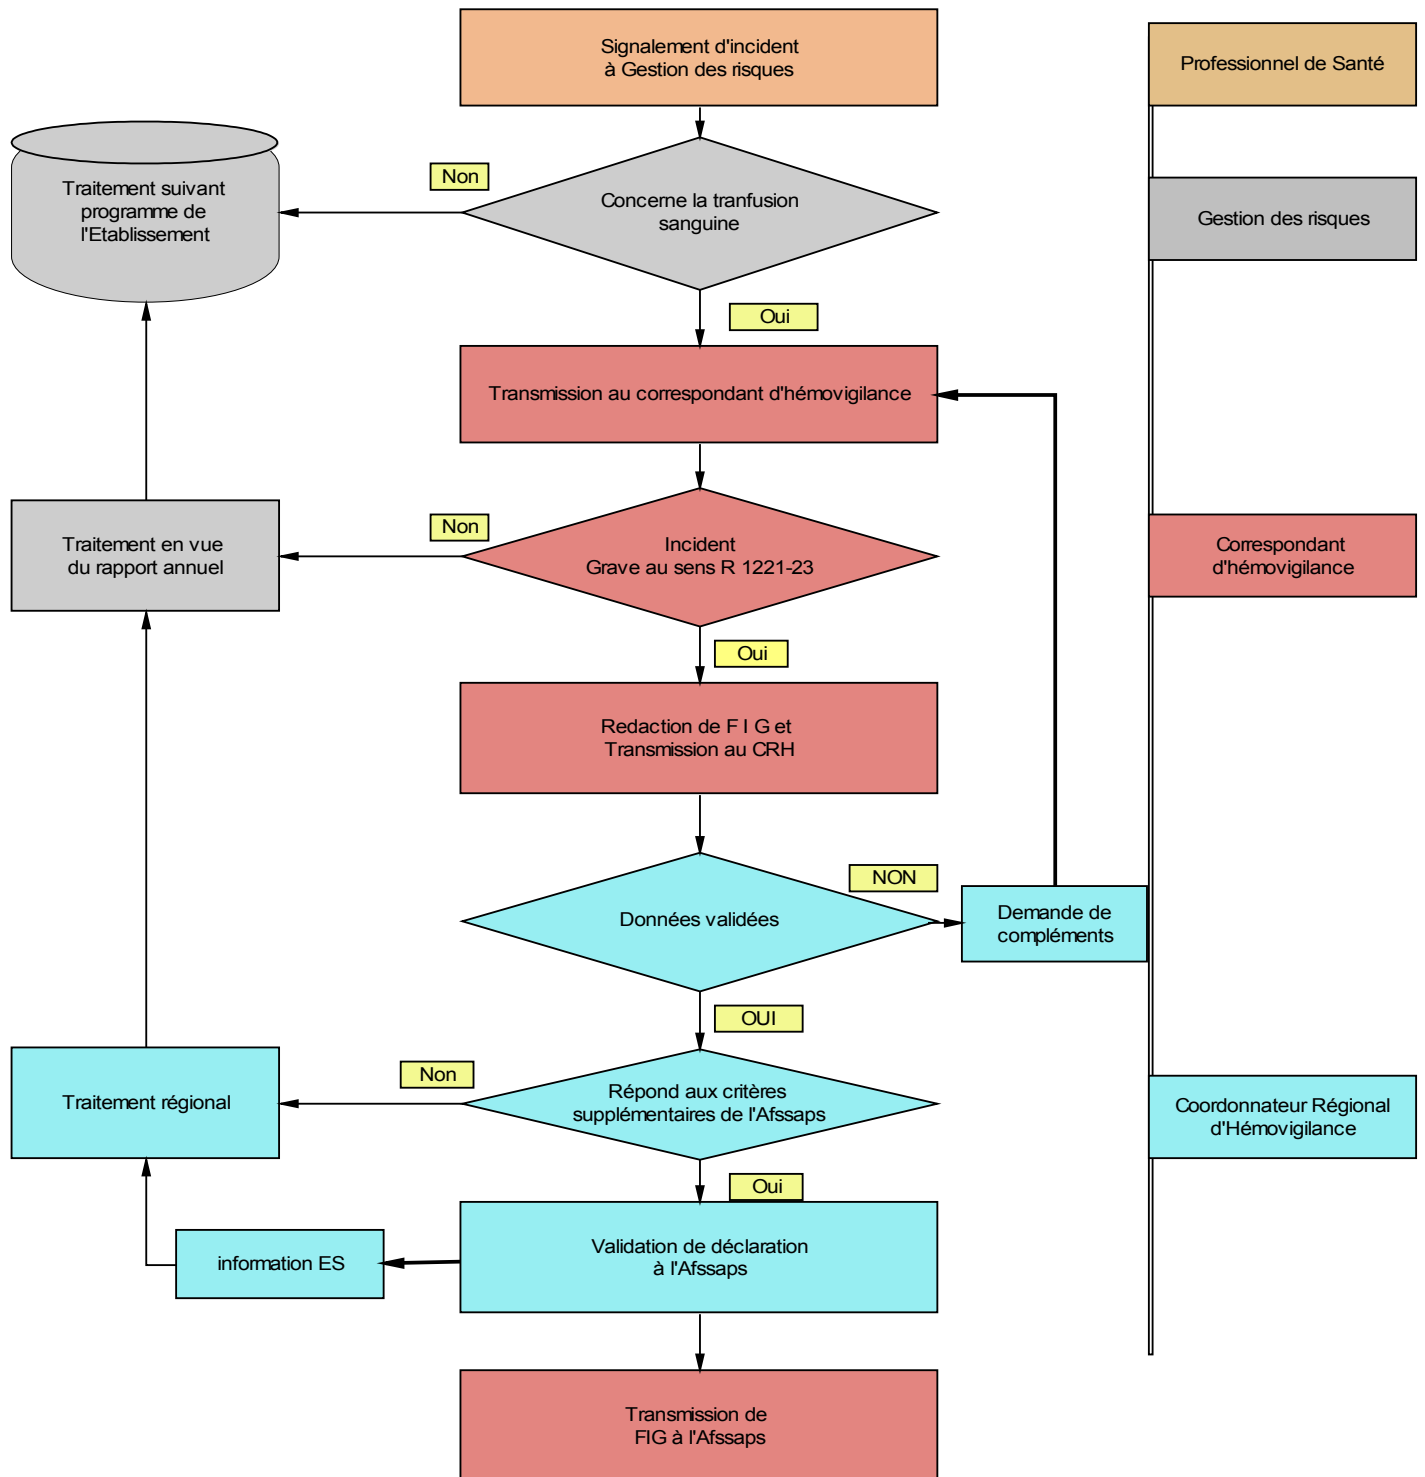 Signalement d'incident
à Gestion des risques
Professionnel de Santé
Non
Traitement suivant
programme de
l'Etablissement
Concerne la tranfusion
sanguine
Gestion des risques
Oui
Transmission au correspondant d'hémovigilance
Non
Traitement en vue
du rapport annuel
Incident
Grave au sens R 1221-23
Correspondant
d'hémovigilance
Oui
Redaction de F I G et
Transmission au CRH
NON
Données validées
Demande de
compléments
OUI
Non
Traitement régional
Répond aux critères
supplémentaires de l'Afssaps
Coordonnateur Régional
d'Hémovigilance
Oui
information ES
Validation de déclaration
à l'Afssaps
Transmission de
FIG à l'Afssaps